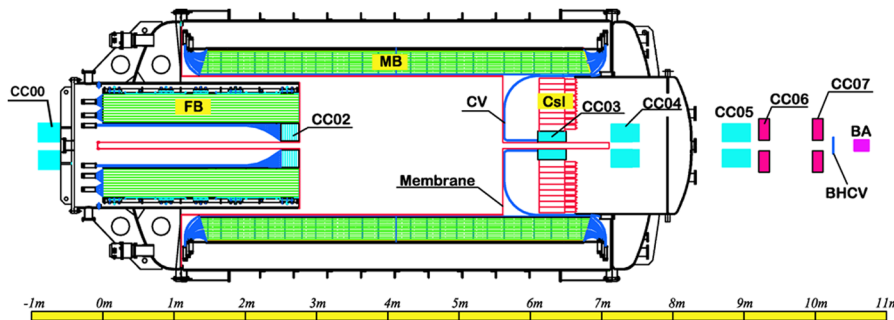 MB
CC00
FB
CC02
CV
CsI
CC03
CC04
CC05
CC06
CC07
BA
BHCV
Membrane
-1m 0m 1m 2m 3m 4m 5m 6m 7m 8m 9m 10m 11m